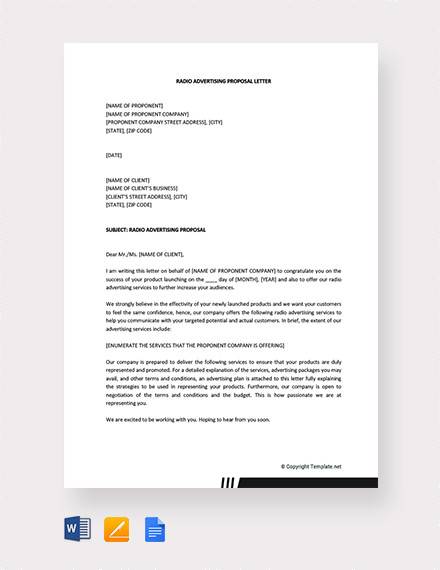 RADIO ADVERTISING PROPOSAL LETTER
[NAME OF PROPONENT]
[NAME OF PROPONENT COMPANY]
[PROPONENT COMPANY STREET ADDRESS], [CITY]
[STATE], [ZIP CODE]
[DATE]
[NAME OF CLIENT]
[NAME OF CLIENT'S BUSINESS]
[CLIENT'S STREET ADDRESS], [CITY]
[STATE], [ZIP CODE]
SUBJECT: RADIO ADVERTISING PROPOSAL
Dear Mr./Ms. [NAME OF CLIENT],
I am writing this letter on behalf of [NAME OF PROPONENT COMPANY] to congratulate you on the
success of your product launching on the ____ day of [MONTH], [YEAR] and also to offer our radio
advertising services to further increase your audiences.
We strongly believe in the effectivity of your newly launched products and we want your customers
to feel the same confidence, hence, our company offers the following radio advertising services to
help you communicate with your targeted potential and actual customers. In brief, the extent of our
advertising services include:
[ENUMERATE THE SERVICES THAT THE PROPONENT COMPANY IS OFFERING]
Our company is prepared to deliver the following services to ensure that your products are duly
represented and promoted. For a detailed explanation of the services, advertising packages you may
avail, and other terms and conditions, an advertising plan is attached to this letter fully explaining
the strategies to be used in representing your products. Furthermore, our company is open to
negotiation of the terms and conditions and the budget. This is how passionate we are at
representing you.
We are excited to be working with you. Hoping to hear from you soon.
© Copyright Template.net
W